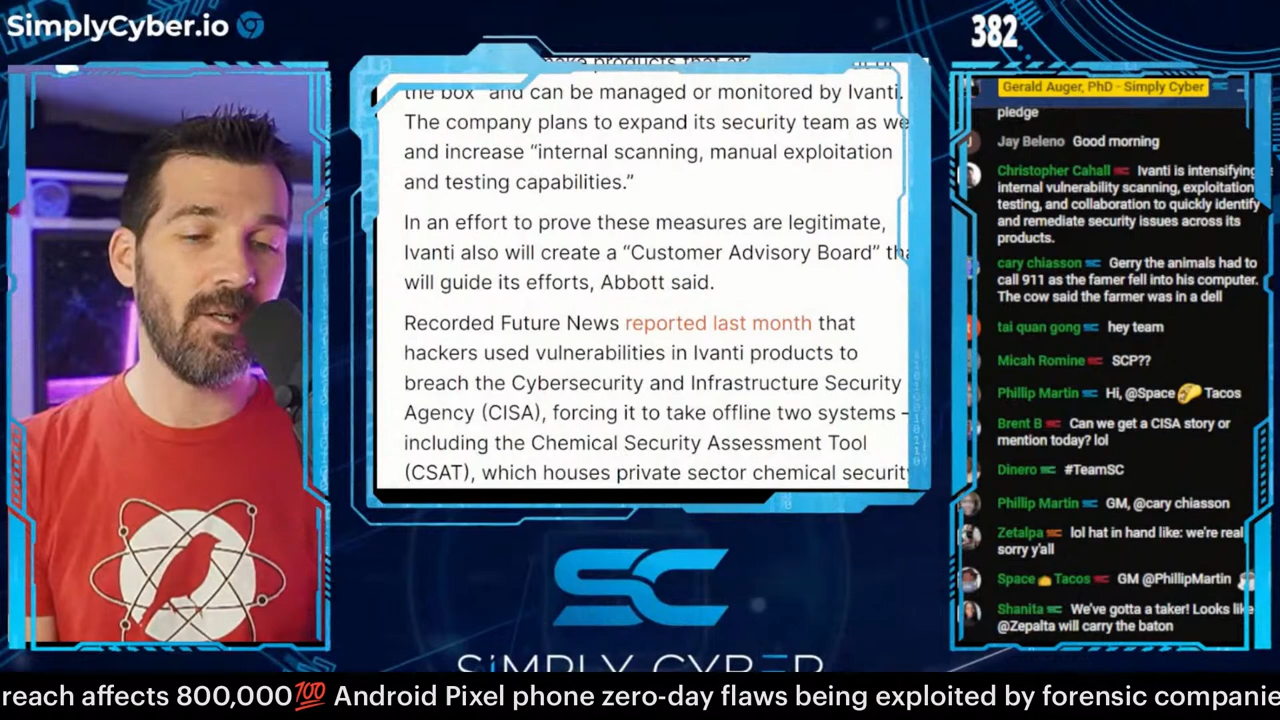 SimplyCyber.io
382
make products that are
the box" and can be managed or monitored by Ivanti.
The company plans to expand its security team as we
and increase "internal scanning, manual exploitation
and testing capabilities."
In an effort to prove these measures are legitimate,
Ivanti also will create a "Customer Advisory Board" tha
will guide its efforts, Abbott said.
Recorded Future News reported last month that
hackers used vulnerabilities in Ivanti products to
breach the Cybersecurity and Infrastructure Security
Agency (CISA), forcing it to take offline two systems –
including the Chemical Security Assessment Tool
(CSAT), which houses private sector chemical security
SC
SIMPLY CYBER
Gerald Auger, PhD - Simply Cyber
pledge
Jay Beleno Good morning
Christopher Cahall Ivanti is intensifying
internal vulnerability scanning, exploitation
testing, and collaboration to quickly identify
and remediate security issues across its
products.
cary chiasson Gerry the animals had to
call 911 as the famer fell into his computer.
The cow said the farmer was in a dell
tai quan gong hey team
Micah Romine SCP??
Phillip Martin Hi, @Space 🌮 Tacos
Brent B Can we get a CISA story or
mention today? lol
Dinero #TeamSC
Phillip Martin GM, @cary chiasson
Zetalpa lol hat in hand like: we're real
sorry y'all
Space Tacos GM @PhillipMartin
Shanita We've gotta a taker! Looks like
@Zepalta will carry the baton
reach affects 800,000💯 Android Pixel phone zero-day flaws being exploited by forensic companie